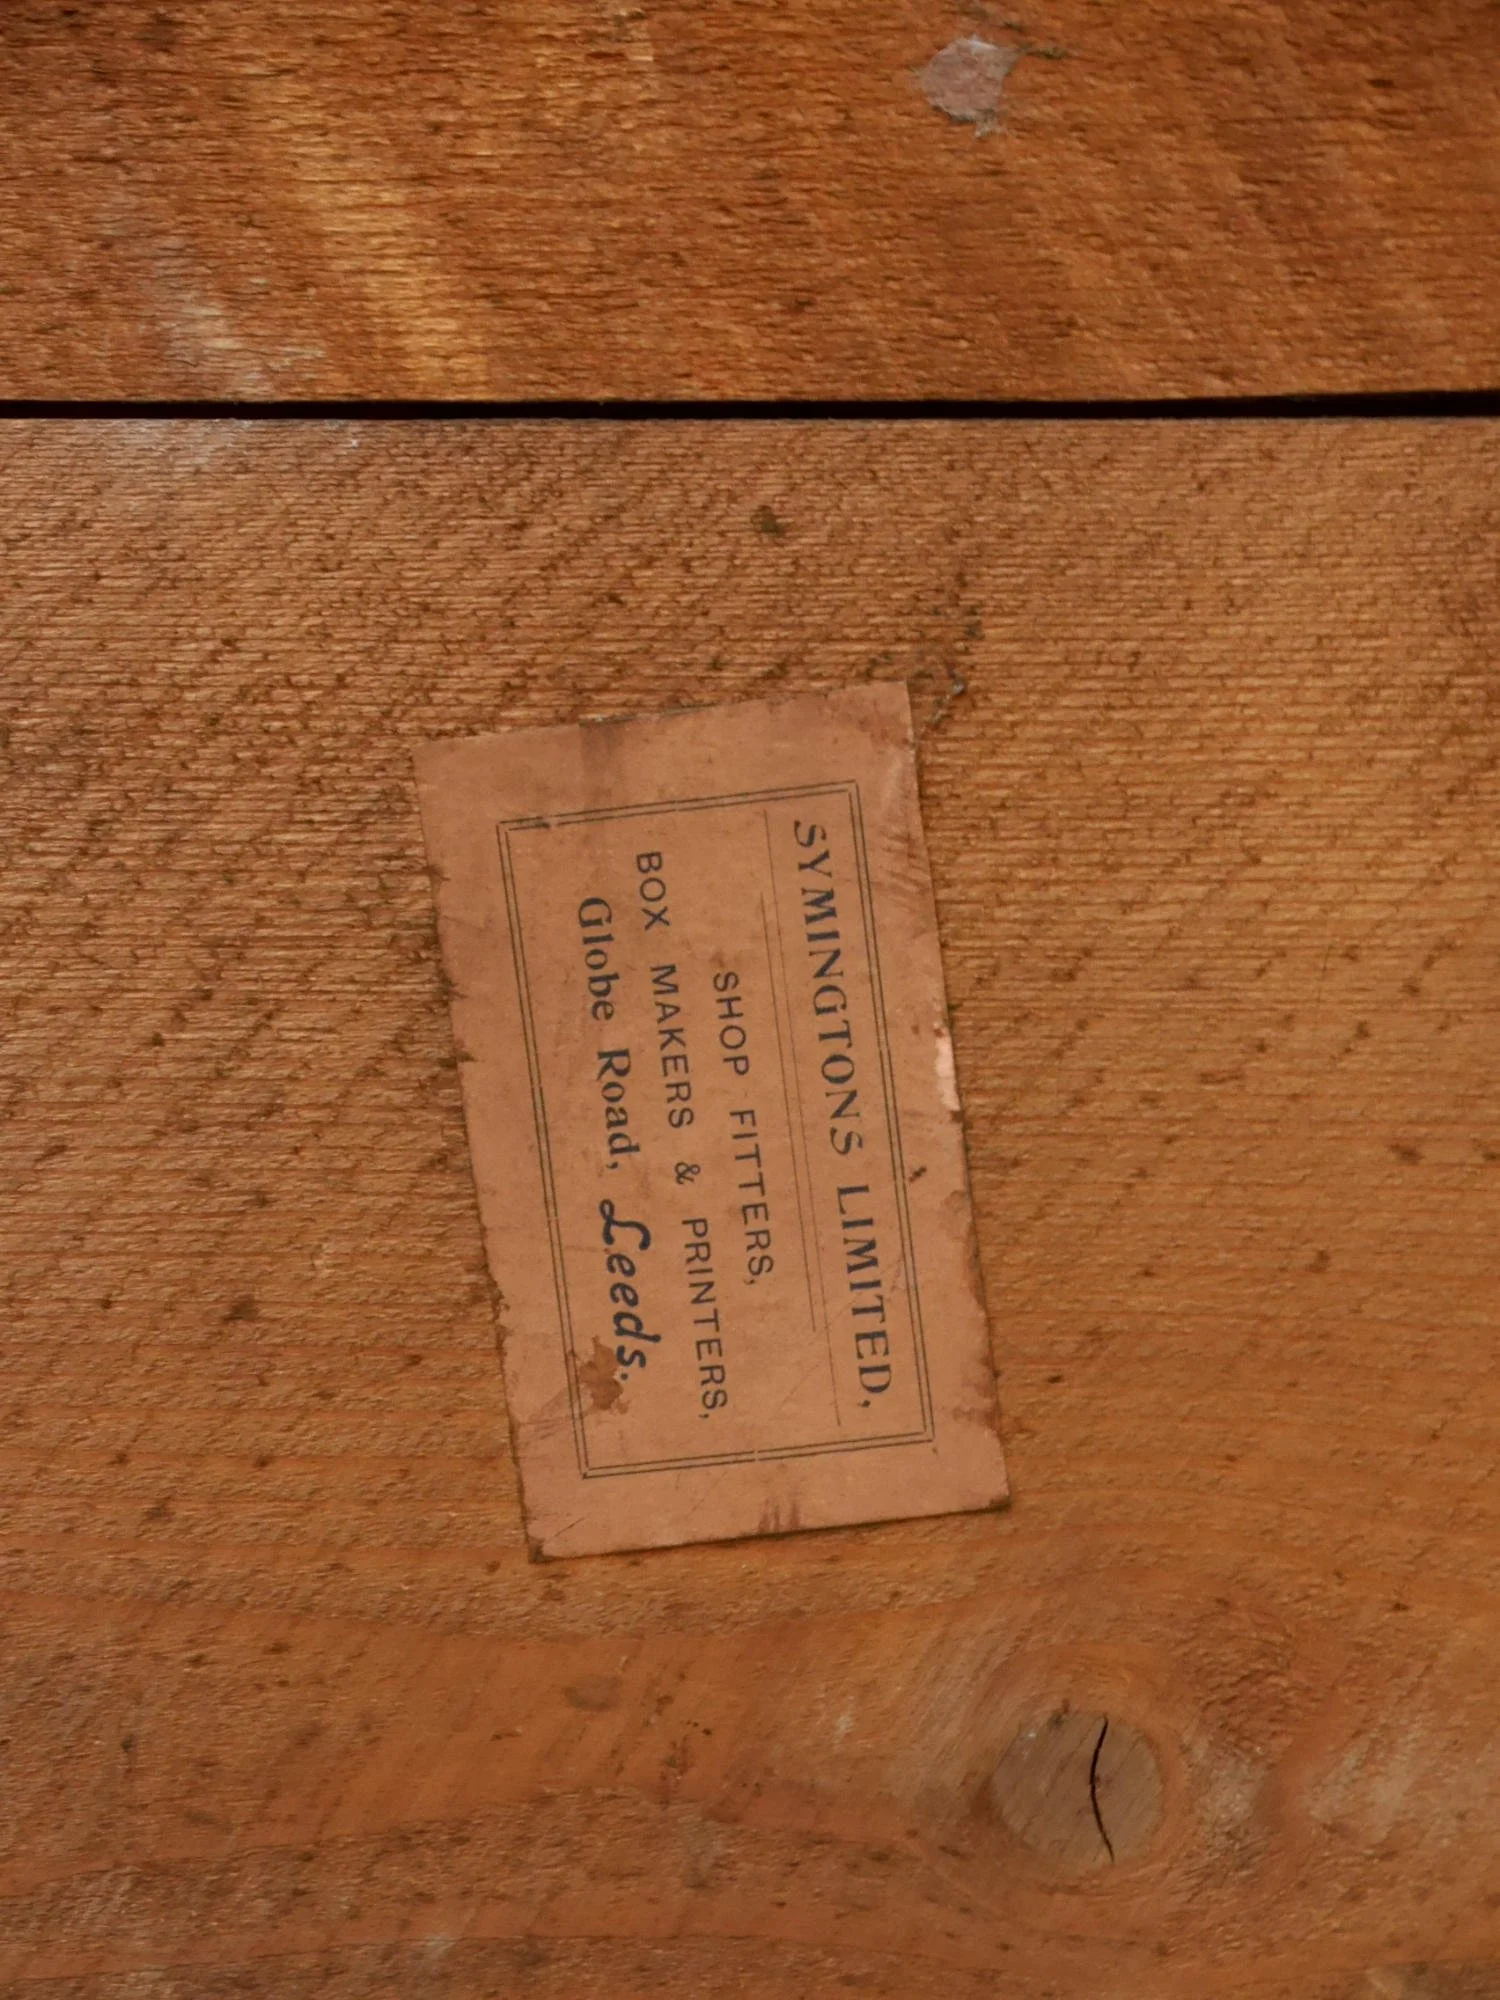 SYMINGTONS LIMITED,
SHOP FITTERS,
BOX MAKERS & PRINTERS,
Globe Road, Leeds.